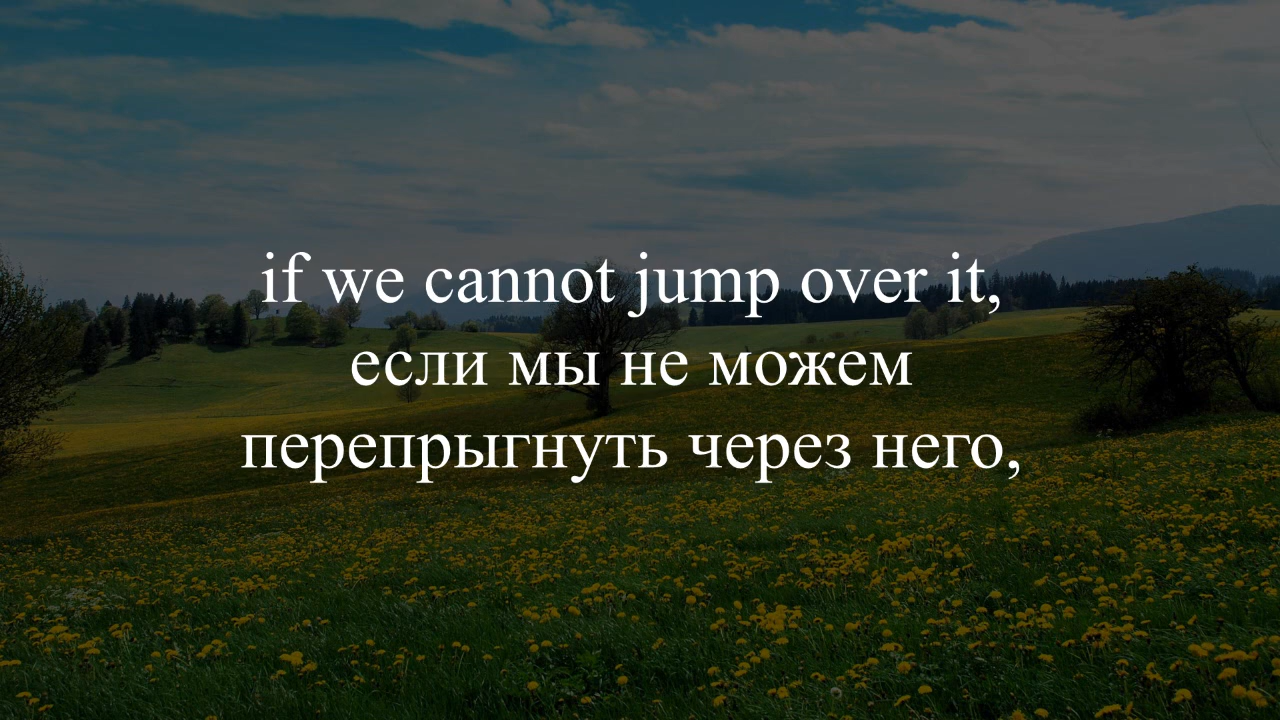 if we cannot jump over it,
если мы не можем
перепрыгнуть через него,